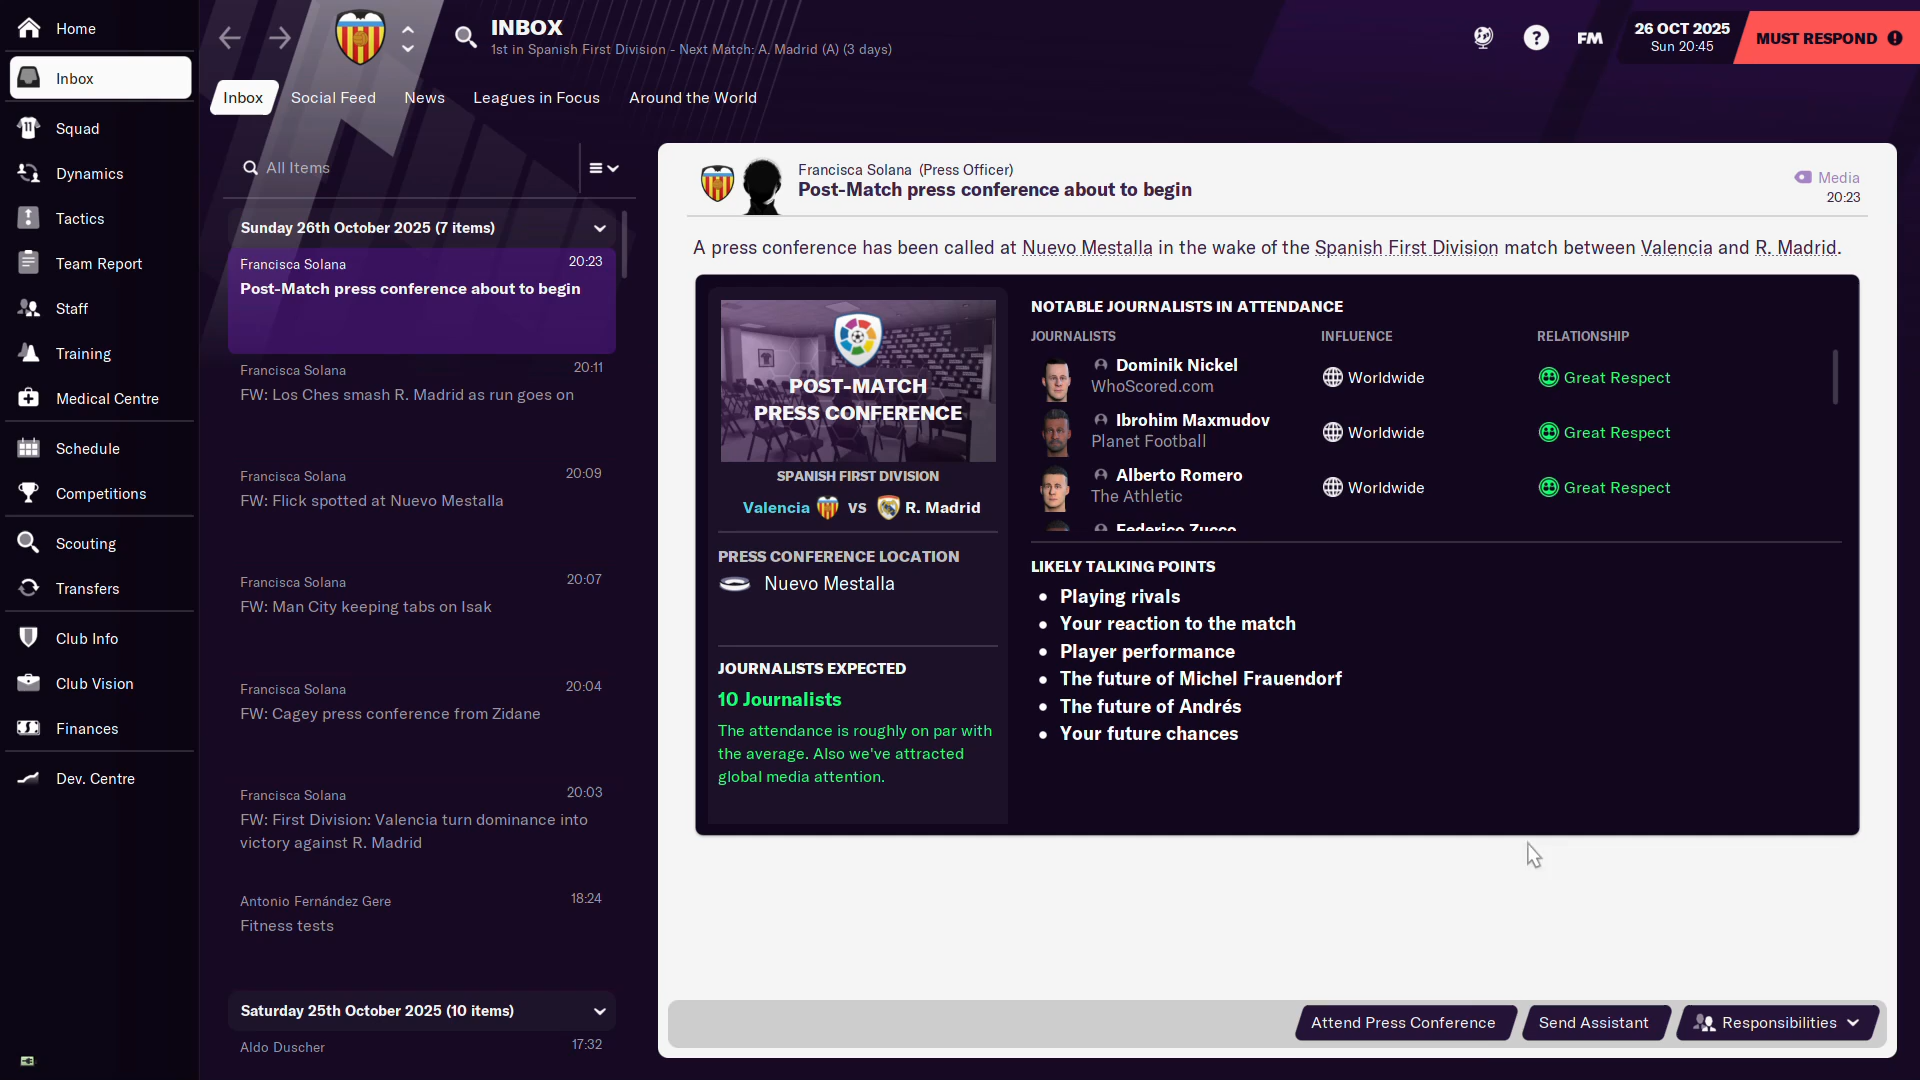 Home
Inbox
Squad
Dynamics
Tactics
Team Report
Staff
Training
Medical Centre
Schedule
Competitions
Scouting
Transfers
Club Info
Club Vision
Finances
Dev. Centre
INBOX
1st in Spanish First Division - Next Match: A. Madrid (A) (3 days)
FM
26 OCT 2025
Sun 20:45
MUST RESPOND
Inbox Social Feed News Leagues in Focus Around the World
All Items
Sunday 26th October 2025 (7 items)
Francisca Solana 20:23
Post-Match press conference about to begin
Francisca Solana 20:11
FW: Los Ches smash R. Madrid as run goes on
Francisca Solana 20:09
FW: Flick spotted at Nuevo Mestalla
Francisca Solana 20:07
FW: Man City keeping tabs on Isak
Francisca Solana 20:04
FW: Cagey press conference from Zidane
Francisca Solana 20:03
FW: First Division: Valencia turn dominance into
victory against R. Madrid
Antonio Fernández Gere 18:24
Fitness tests
Saturday 25th October 2025 (10 items)
Aldo Duscher 17:32
Francisca Solana (Press Officer)
Post-Match press conference about to begin
Media
20:23
A press conference has been called at Nuevo Mestalla in the wake of the Spanish First Division match between Valencia and R. Madrid.
POST-MATCH
PRESS CONFERENCE
SPANISH FIRST DIVISION
Valencia VS R. Madrid
PRESS CONFERENCE LOCATION
Nuevo Mestalla
JOURNALISTS EXPECTED
10 Journalists
The attendance is roughly on par with
the average. Also we've attracted
global media attention.
NOTABLE JOURNALISTS IN ATTENDANCE
JOURNALISTS INFLUENCE RELATIONSHIP
Dominik Nickel
WhoScored.com
Worldwide Great Respect
Ibrohim Maxmudov
Planet Football
Worldwide Great Respect
Alberto Romero
The Athletic
Worldwide Great Respect
Federico Zucco
LIKELY TALKING POINTS
• Playing rivals
• Your reaction to the match
• Player performance
• The future of Michel Frauendorf
• The future of Andrés
• Your future chances
Attend Press Conference Send Assistant Responsibilities